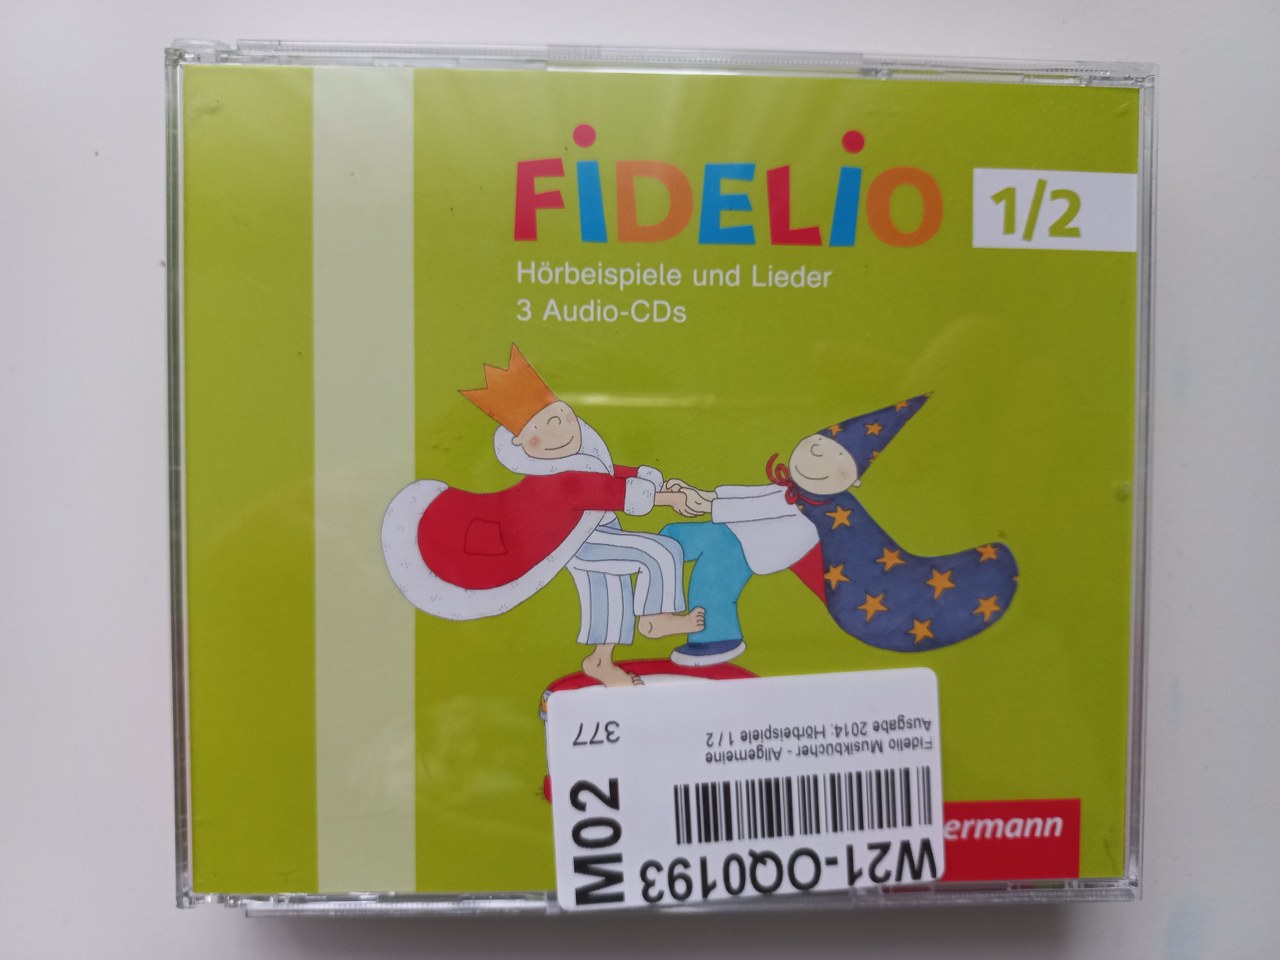 FiDELiO 1/2
Hörbeispiele und Lieder
3 Audio-CDs
ermann
W21-OQ0193
Fidelio Musikbücher - Allgemeine
Ausgabe 2014: Hörbeispiele 1 / 2
377
M02